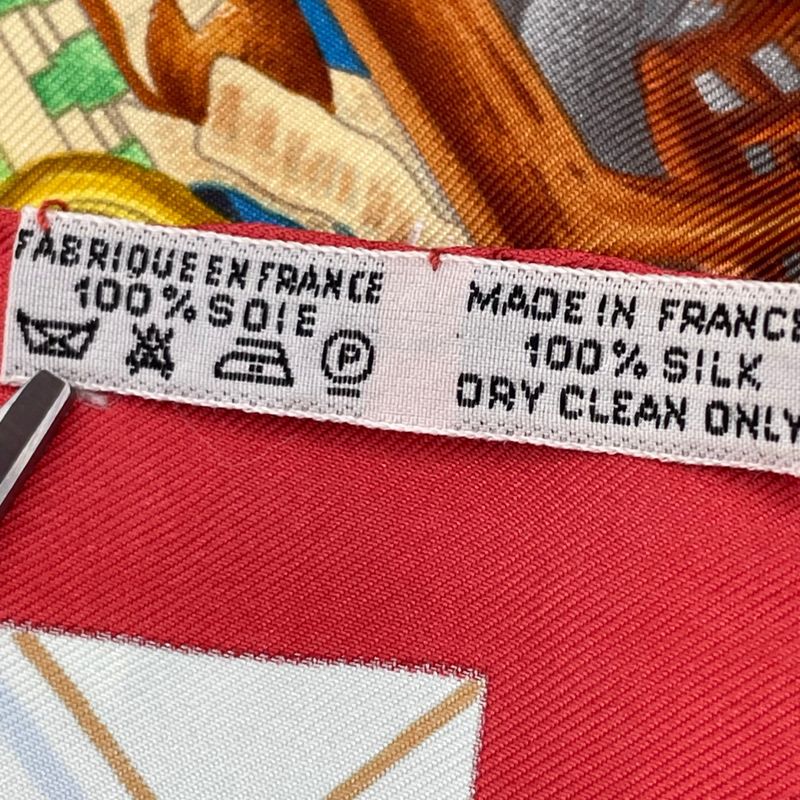 FABRIQUE EN FRANCE
100% SOIE
P
MADE IN FRANCE
100% SILK
DRY CLEAN ONLY